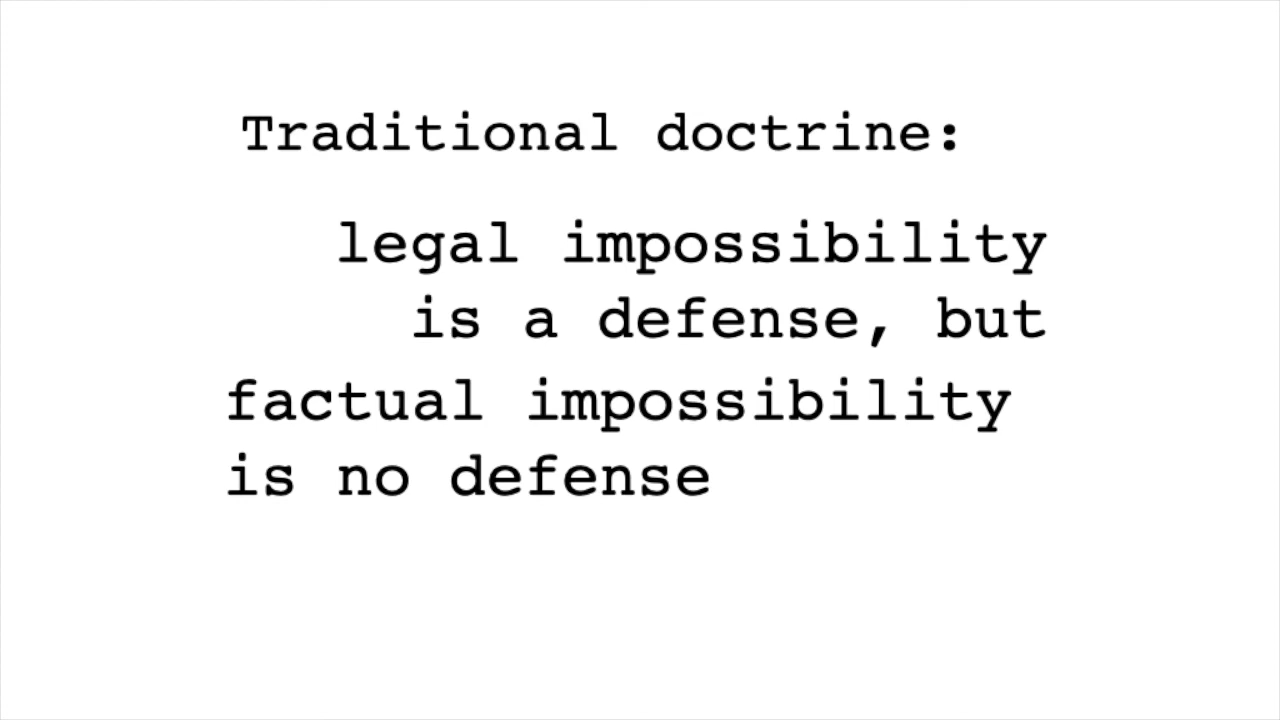 Traditional doctrine:
legal impossibility
is a defense, but
factual impossibility
is no defense